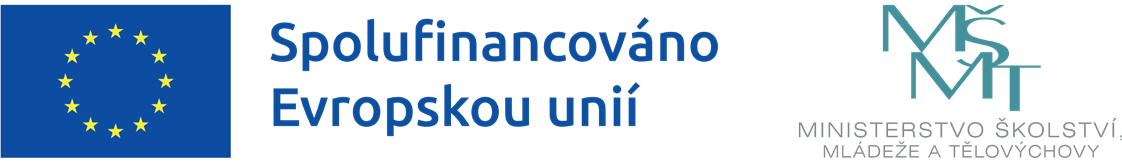 Spolufinancováno
Evropskou unií
MŠ
MT
MINISTERSTVO ŠKOLSTVÍ,
MLÁDEŽE A TĚLOVÝCHOVY